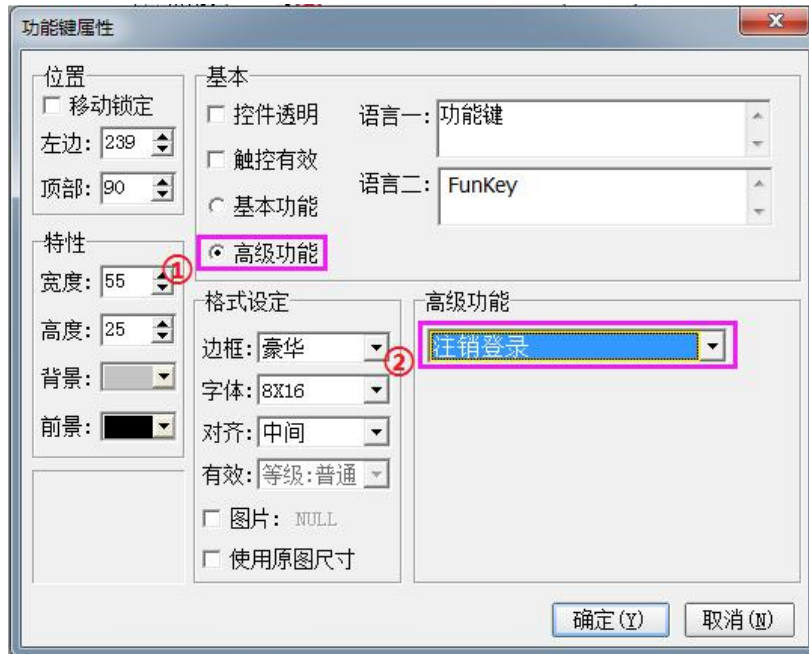 功能键属性
位置
移动锁定
左边: 239
顶部: 90
特性
宽度: 55
高度: 25
背景:
前景:
基本
控件透明
触控有效
基本功能
高级功能
语言一: 功能键
语言二: FunKey
①
格式设定
边框: 豪华
字体: 8X16
对齐: 中间
有效: 等级:普通
图片: NULL
使用原图尺寸
②
高级功能
注销登录
确定(Y)
取消(N)